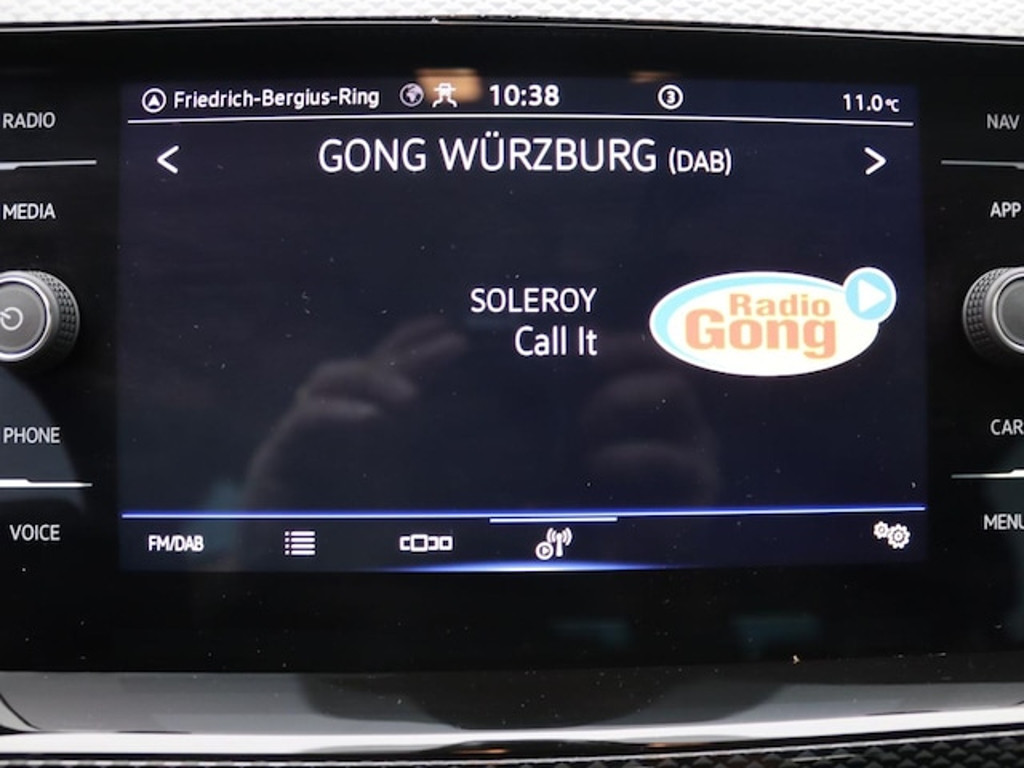 Friedrich-Bergius-Ring 10:38 3 11.0°C
RADIO
NAV
GONG WÜRZBURG (DAB)
MEDIA
APP
SOLEROY
Call It
Radio
Gong
PHONE
CAR
VOICE
MENU
FM/DAB